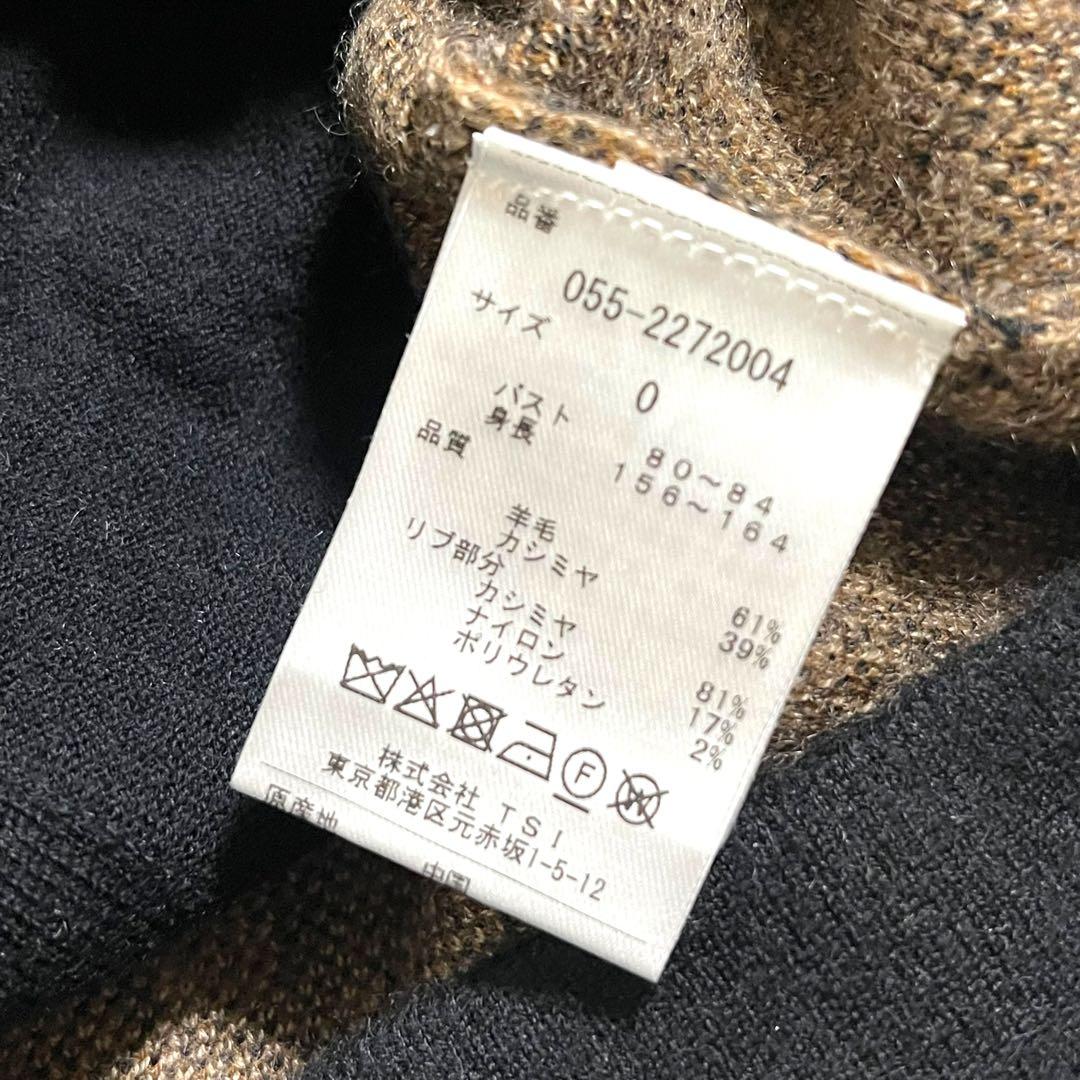 品番
055-2272004
サイズ
0
バスト 80～84
身長 156～164
品質
羊毛 61%
カシミヤ 39%
リブ部分
カシミヤ 81%
ナイロン 17%
ポリウレタン 2%
F W
株式会社 TSI
東京都港区元赤坂1-5-12
原産地
中国